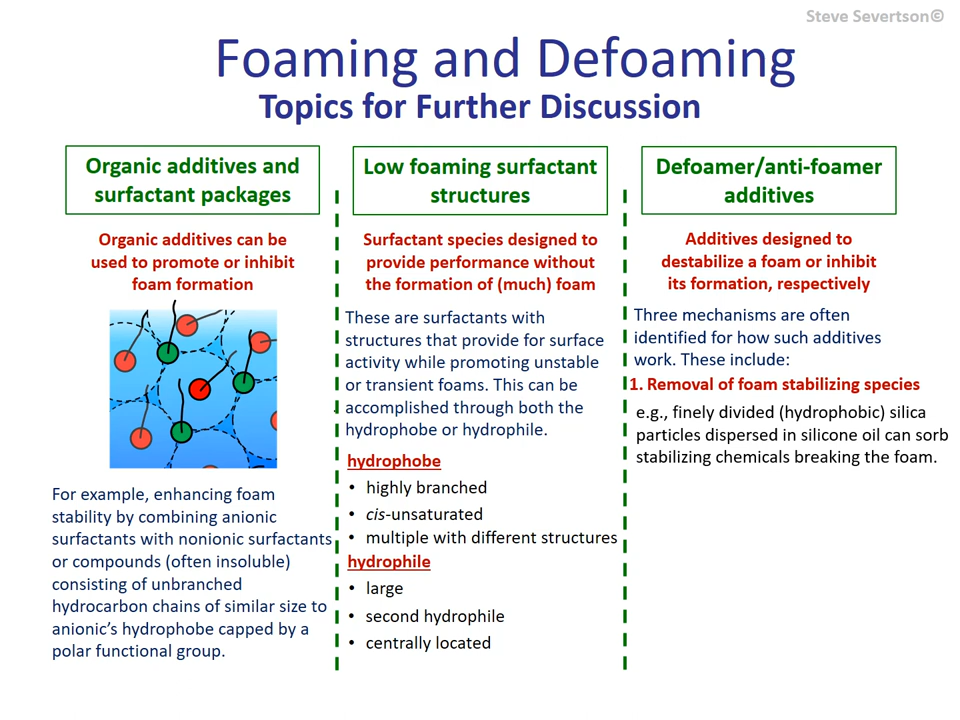 Steve Severtson©
Foaming and Defoaming
Topics for Further Discussion
Organic additives and
surfactant packages
Organic additives can be
used to promote or inhibit
foam formation
For example, enhancing foam
stability by combining anionic
surfactants with nonionic surfactants
or compounds (often insoluble)
consisting of unbranched
hydrocarbon chains of similar size to
anionic’s hydrophobe capped by a
polar functional group.
Low foaming surfactant
structures
Surfactant species designed to
provide performance without
the formation of (much) foam
These are surfactants with
structures that provide for surface
activity while promoting unstable
or transient foams. This can be
accomplished through both the
hydrophobe or hydrophile.
hydrophobe
• highly branched
• cis-unsaturated
• multiple with different structures
hydrophile
• large
• second hydrophile
• centrally located
Defoamer/anti-foamer
additives
Additives designed to
destabilize a foam or inhibit
its formation, respectively
Three mechanisms are often
identified for how such additives
work. These include:
1. Removal of foam stabilizing species
e.g., finely divided (hydrophobic) silica
particles dispersed in silicone oil can sorb
stabilizing chemicals breaking the foam.